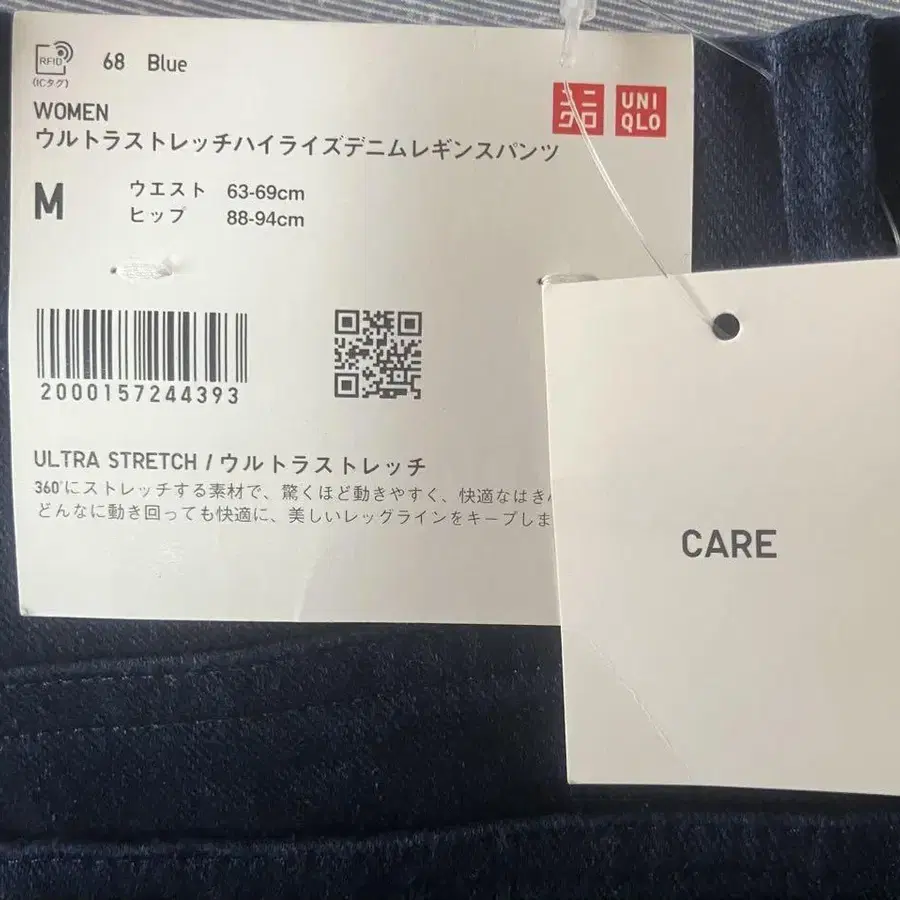 RFID
(ICタグ)
68 Blue
WOMEN
ウルトラストレッチハイライズデニムレギンスパンツ
ユニ
クロ
UNI
QLO
M
ウエスト 63-69cm
ヒップ 88-94cm
2000157244393
ULTRA STRETCH / ウルトラストレッチ
360°にストレッチする素材で、驚くほど動きやすく、快適なはき
どんなに動き回っても快適に、美しいレッグラインをキープしま
CARE